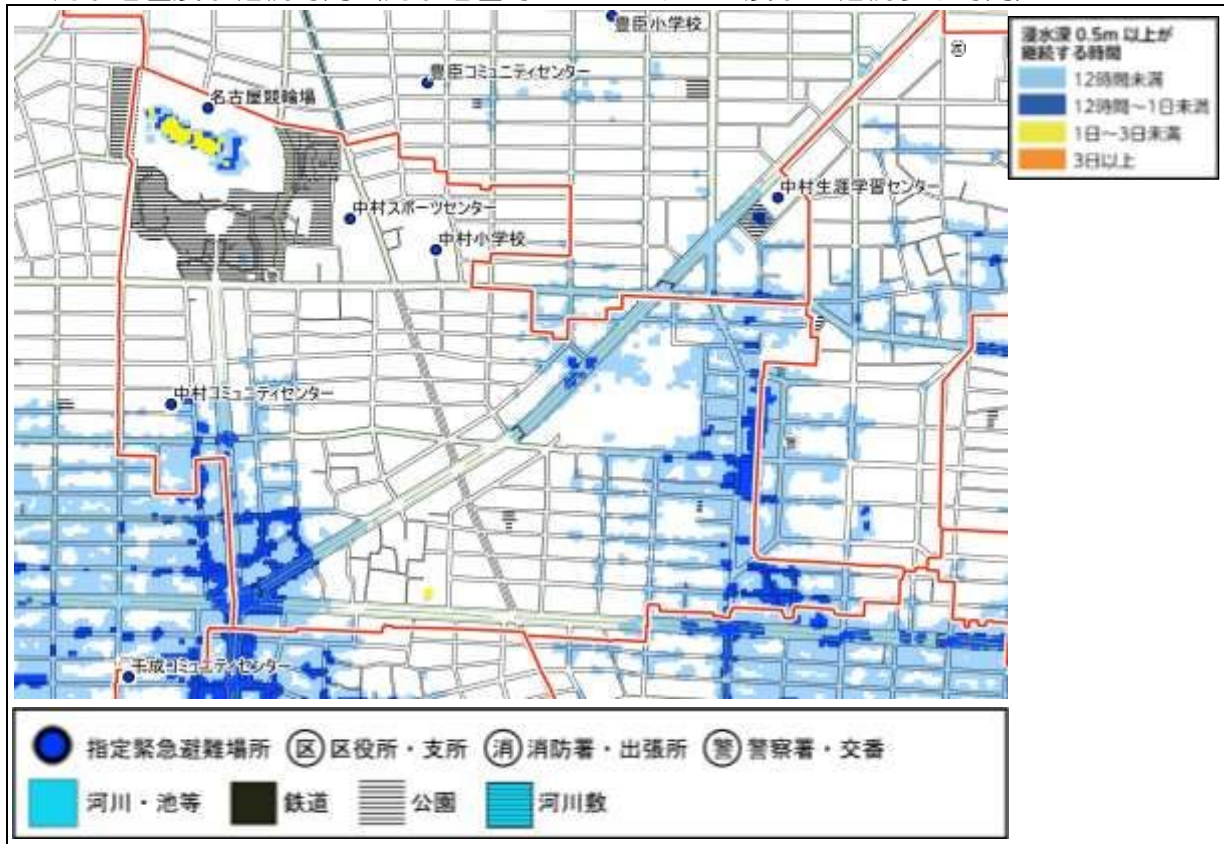 豊臣小学校
豊臣コミュニティセンター
名古屋競輪場
中村生涯学習センター
中村スポーツセンター
中村小学校
中村コミュニティセンター
千成コミュニティセンター
浸水深 0.5m 以上が
継続する時間
12時間未満
12時間～1日未満
1日～3日未満
3日以上
指定緊急避難場所 区 区役所・支所 消 消防署・出張所 警 警察署・交番
河川・池等 鉄道 公園 河川敷